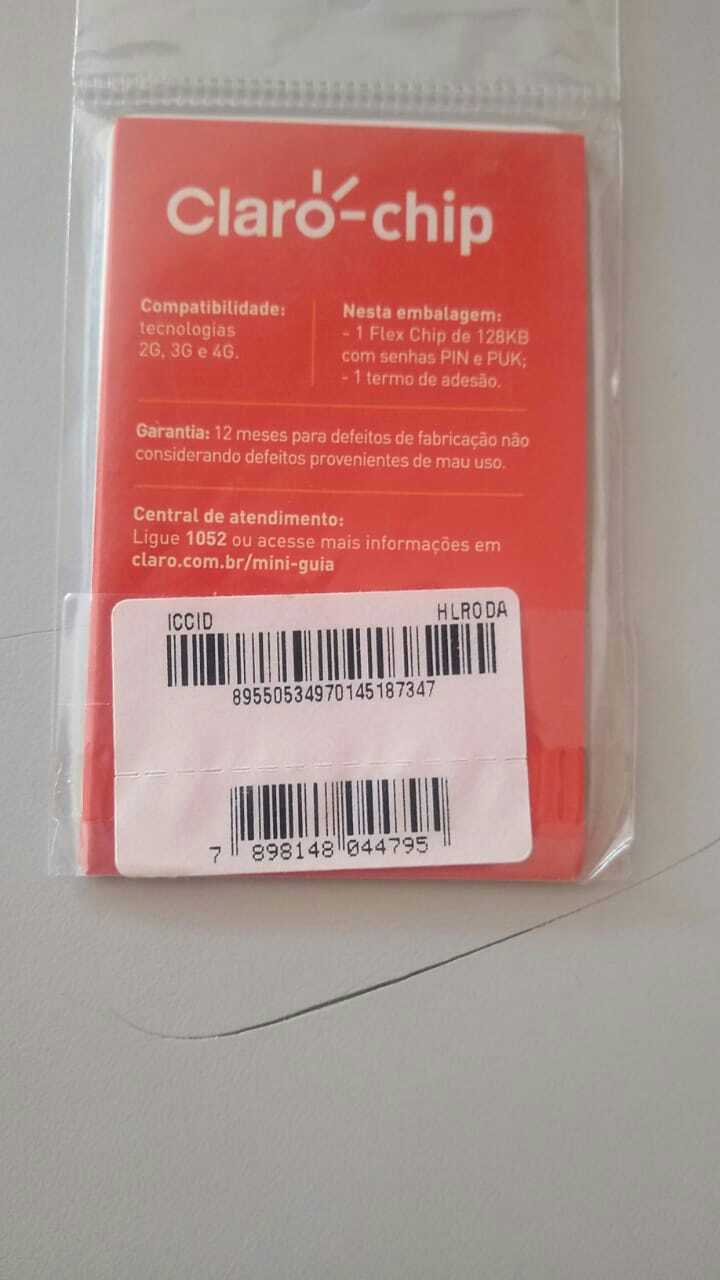 Claro-chip
Compatibilidade:
tecnologias
2G, 3G e 4G.
Nesta embalagem:
- 1 Flex Chip de 128KB
com senhas PIN e PUK;
- 1 termo de adesão.
Garantia: 12 meses para defeitos de fabricação não
considerando defeitos provenientes de mau uso.
Central de atendimento:
Ligue 1052 ou acesse mais informações em
claro.com.br/mini-guia
ICCID HLRODA
89550534970145187347
7 898148 044795